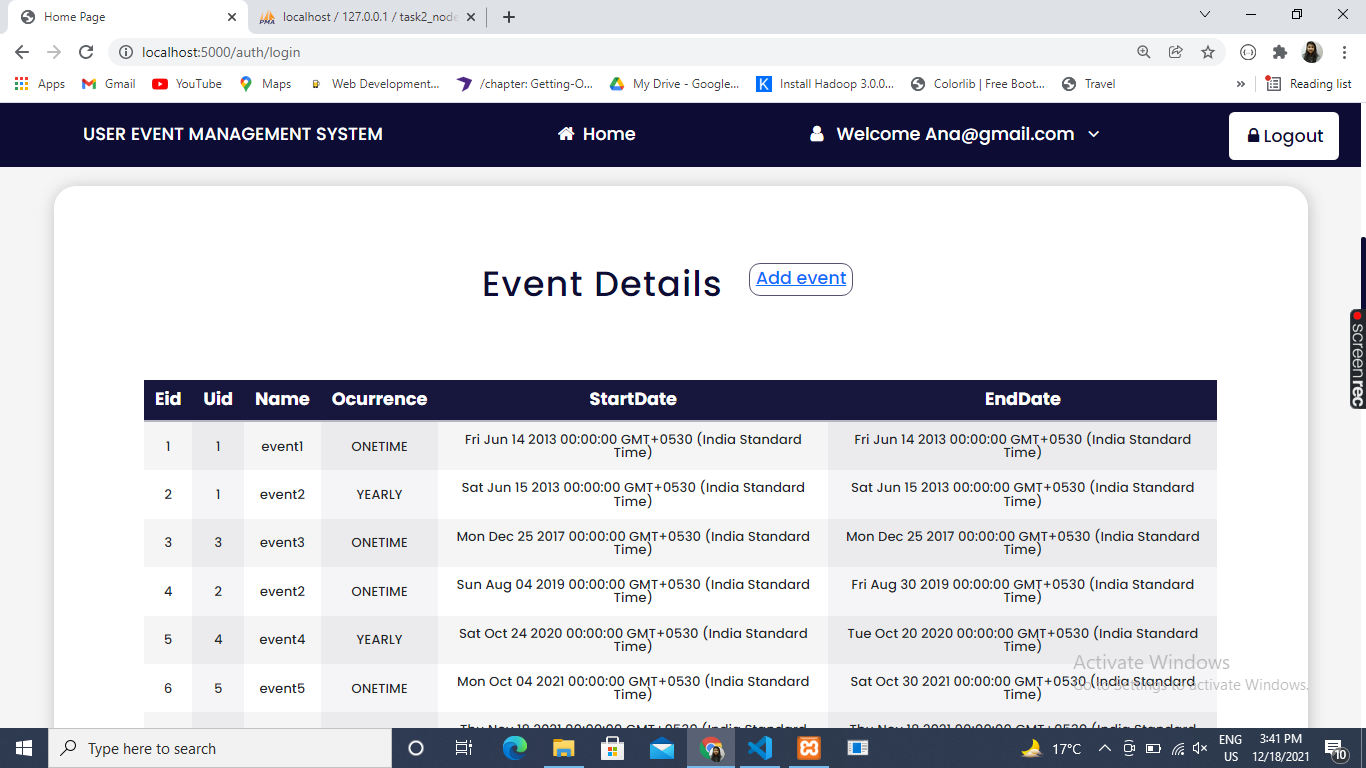 Home Page
localhost / 127.0.0.1 / task2_node
localhost:5000/auth/login
Apps Gmail YouTube Maps Web Development... /chapter: Getting-O... My Drive - Google... Install Hadoop 3.0.0... Colorlib | Free Boot... Travel » Reading list
USER EVENT MANAGEMENT SYSTEM Home Welcome Ana@gmail.com Logout
Event Details Add event
Eid Uid Name Ocurrence StartDate EndDate
1 1 event1 ONETIME Fri Jun 14 2013 00:00:00 GMT+0530 (India Standard Time) Fri Jun 14 2013 00:00:00 GMT+0530 (India Standard Time)
2 1 event2 YEARLY Sat Jun 15 2013 00:00:00 GMT+0530 (India Standard Time) Sat Jun 15 2013 00:00:00 GMT+0530 (India Standard Time)
3 3 event3 ONETIME Mon Dec 25 2017 00:00:00 GMT+0530 (India Standard Time) Mon Dec 25 2017 00:00:00 GMT+0530 (India Standard Time)
4 2 event2 ONETIME Sun Aug 04 2019 00:00:00 GMT+0530 (India Standard Time) Fri Aug 30 2019 00:00:00 GMT+0530 (India Standard Time)
5 4 event4 YEARLY Sat Oct 24 2020 00:00:00 GMT+0530 (India Standard Time) Tue Oct 20 2020 00:00:00 GMT+0530 (India Standard Time)
6 5 event5 ONETIME Mon Oct 04 2021 00:00:00 GMT+0530 (India Standard Time) Sat Oct 30 2021 00:00:00 GMT+0530 (India Standard Time)
Thu Nov 18 2021 00:00:00 GMT+0530 (India Standard Thu Nov 18 2021 00:00:00 GMT+0530 (India Standard
Activate Windows
Go to Settings to activate Windows.
screenrec
Type here to search
17°C
ENG
US
3:41 PM
12/18/2021
10